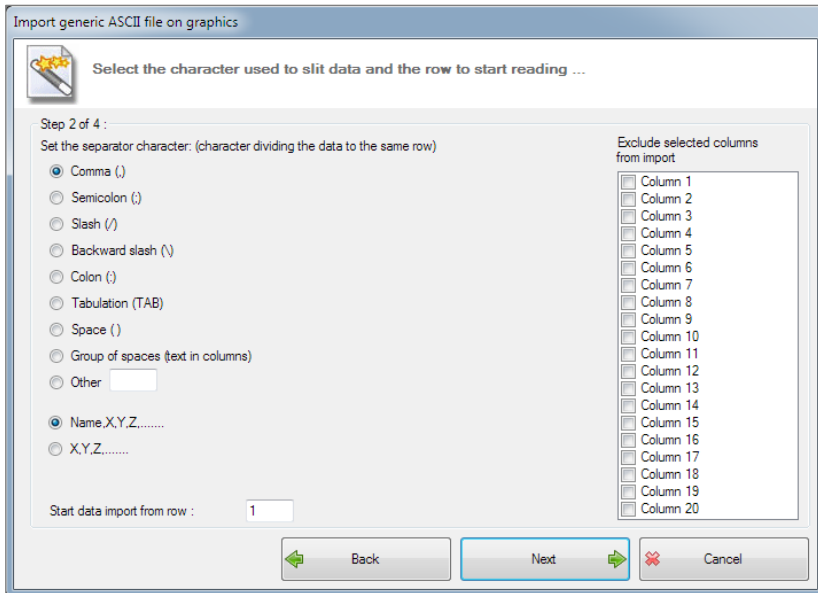 Import generic ASCII file on graphics
Select the character used to slit data and the row to start reading ...
Step 2 of 4 :
Set the separator character: (character dividing the data to the same row)
Comma (,)
Semicolon (;)
Slash (/)
Backward slash (\)
Colon (:)
Tabulation (TAB)
Space ( )
Group of spaces (text in columns)
Other
Name,X,Y,Z,.......
X,Y,Z,.......
Start data import from row :
1
Exclude selected columns
from import
Column 1
Column 2
Column 3
Column 4
Column 5
Column 6
Column 7
Column 8
Column 9
Column 10
Column 11
Column 12
Column 13
Column 14
Column 15
Column 16
Column 17
Column 18
Column 19
Column 20
Back
Next
Cancel